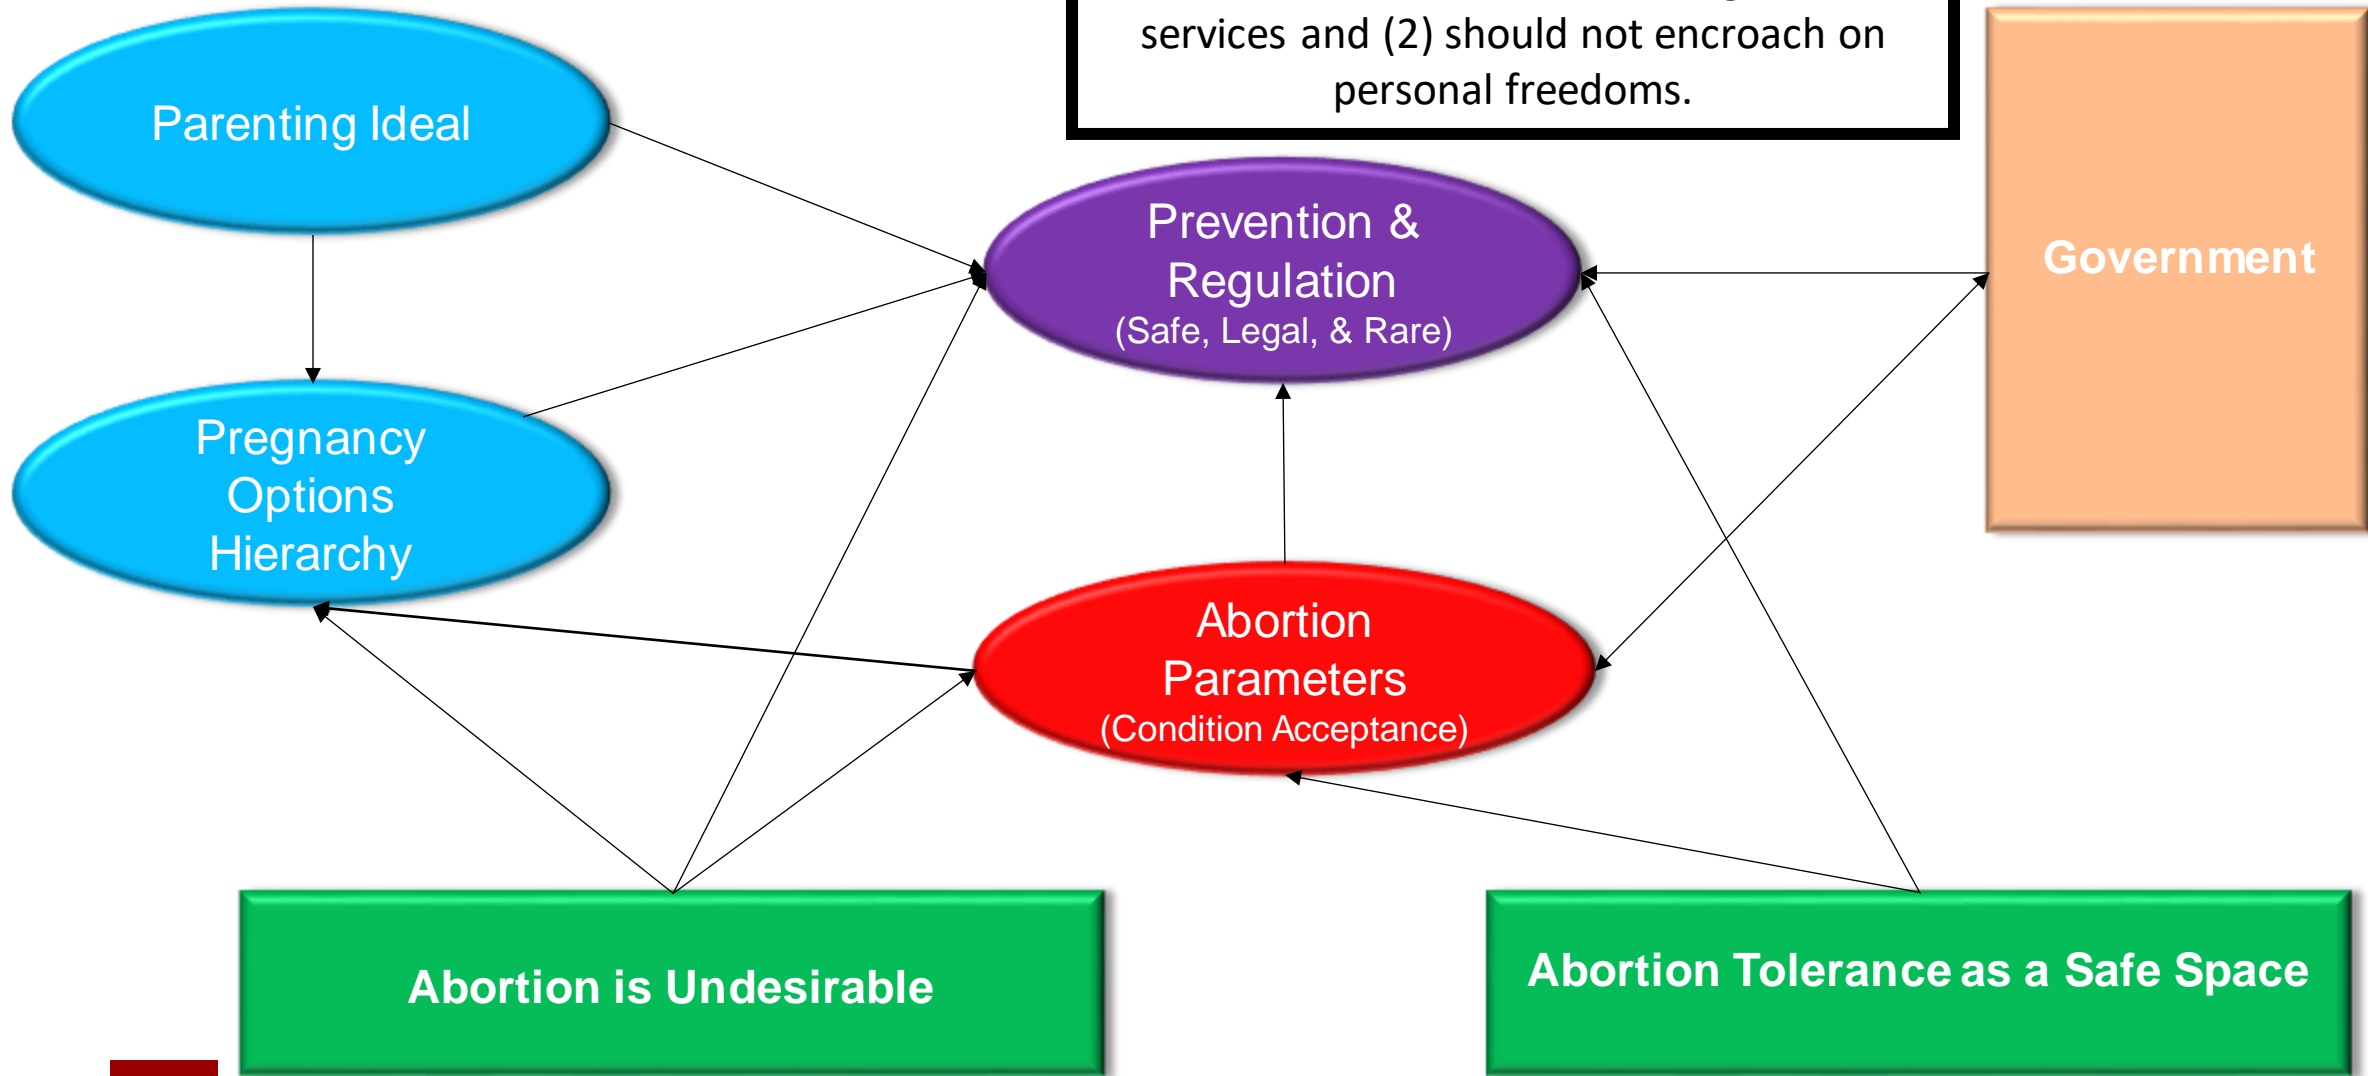 services and (2) should not encroach on
personal freedoms.
Parenting Ideal
Prevention &
Regulation
(Safe, Legal, & Rare)
Government
Pregnancy
Options
Hierarchy
Abortion
Parameters
(Condition Acceptance)
Abortion is Undesirable
Abortion Tolerance as a Safe Space